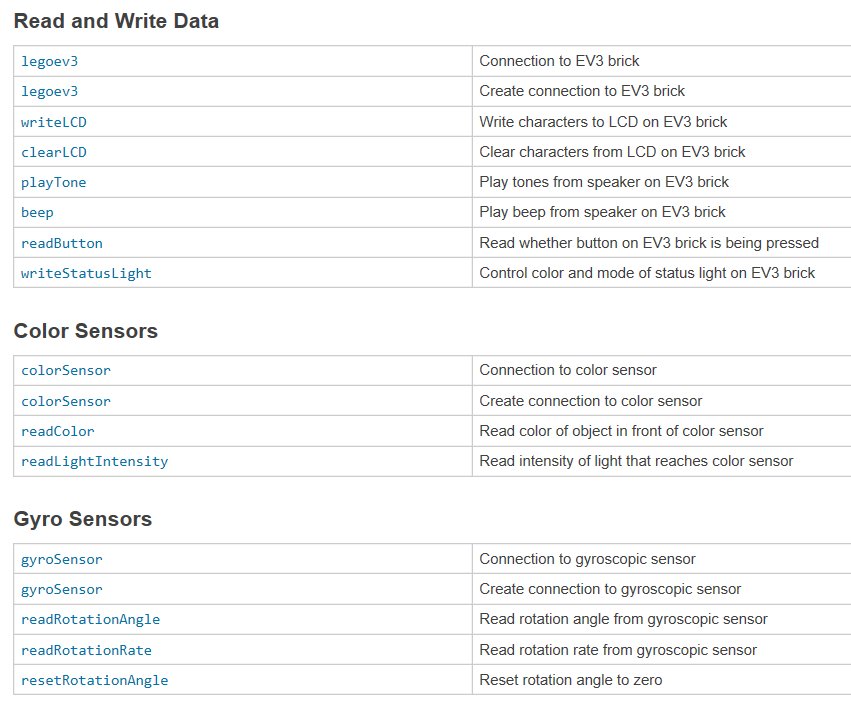 Read and Write Data
legoev3 Connection to EV3 brick
legoev3 Create connection to EV3 brick
writeLCD Write characters to LCD on EV3 brick
clearLCD Clear characters from LCD on EV3 brick
playTone Play tones from speaker on EV3 brick
beep Play beep from speaker on EV3 brick
readButton Read whether button on EV3 brick is being pressed
writeStatusLight Control color and mode of status light on EV3 brick
Color Sensors
colorSensor Connection to color sensor
colorSensor Create connection to color sensor
readColor Read color of object in front of color sensor
readLightIntensity Read intensity of light that reaches color sensor
Gyro Sensors
gyroSensor Connection to gyroscopic sensor
gyroSensor Create connection to gyroscopic sensor
readRotationAngle Read rotation angle from gyroscopic sensor
readRotationRate Read rotation rate from gyroscopic sensor
resetRotationAngle Reset rotation angle to zero